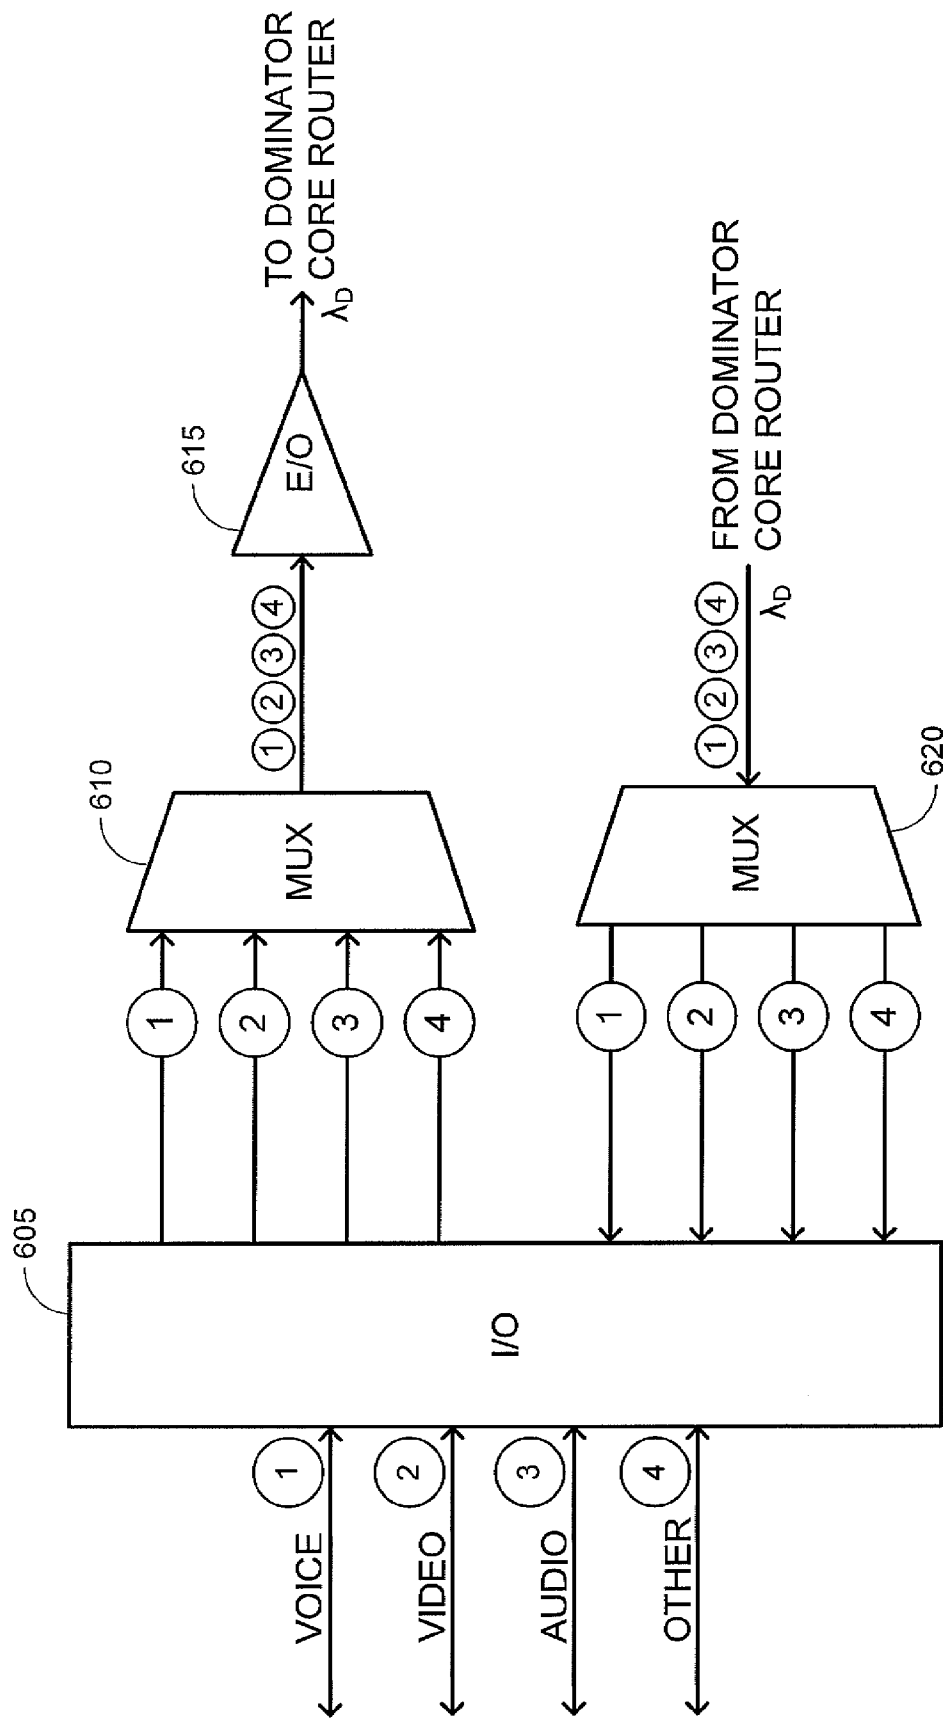 605
I/O
VOICE
1
VIDEO
2
AUDIO
3
OTHER
4
1
2
3
4
610
MUX
1 2 3 4
615
E/O
λD
TO DOMINATOR
CORE ROUTER
1
2
3
4
MUX
620
1 2 3 4
λD
FROM DOMINATOR
CORE ROUTER